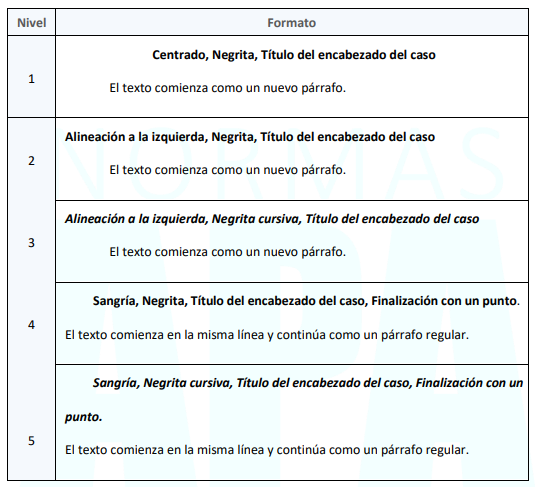 Nivel Formato
Centrado, Negrita, Título del encabezado del caso
1
El texto comienza como un nuevo párrafo.
Alineación a la izquierda, Negrita, Título del encabezado del caso
2
El texto comienza como un nuevo párrafo.
Alineación a la izquierda, Negrita cursiva, Título del encabezado del caso
3
El texto comienza como un nuevo párrafo.
Sangría, Negrita, Título del encabezado del caso, Finalización con un punto.
4
El texto comienza en la misma línea y continúa como un párrafo regular.
Sangría, Negrita cursiva, Título del encabezado del caso, Finalización con un
punto.
5
El texto comienza en la misma línea y continúa como un párrafo regular.
NORMAS
APA